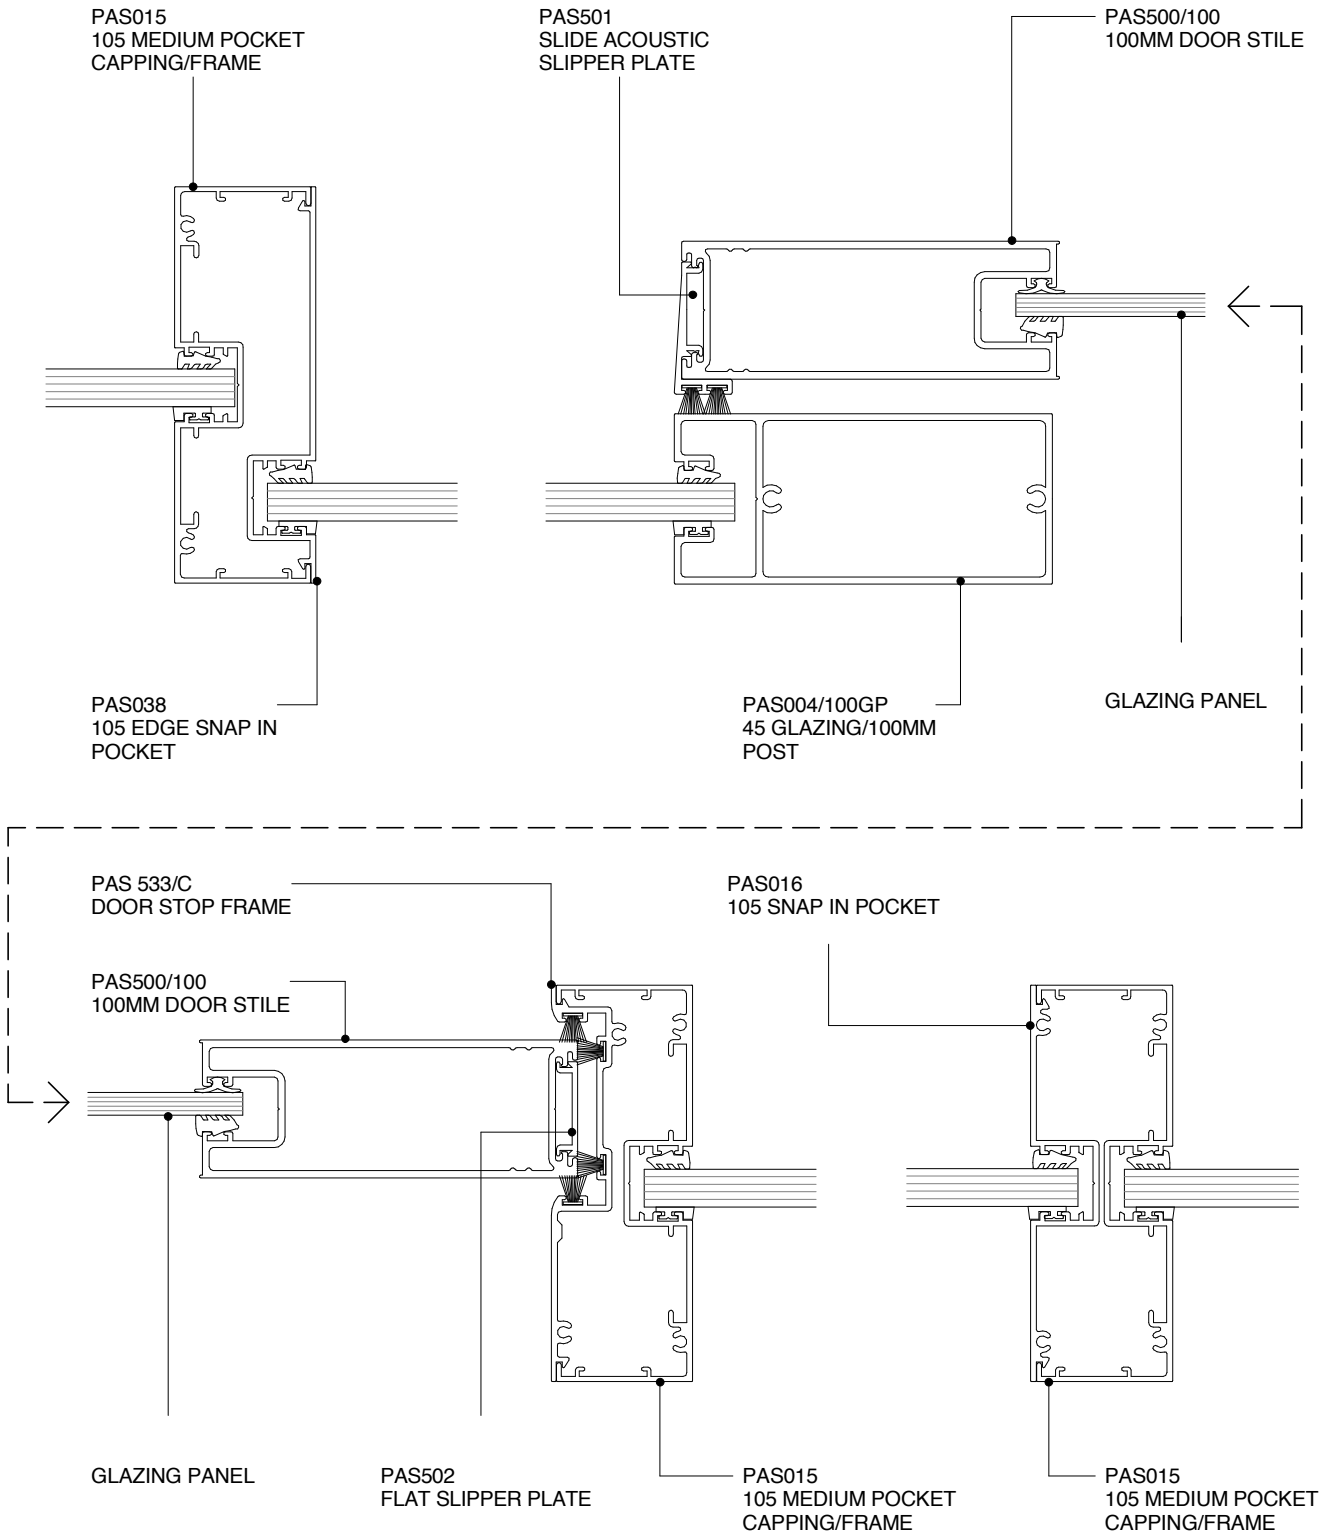 PAS015
105 MEDIUM POCKET
CAPPING/FRAME
PAS501
SLIDE ACOUSTIC
SLIPPER PLATE
PAS500/100
100MM DOOR STILE
PAS038
105 EDGE SNAP IN
POCKET
PAS004/100GP
45 GLAZING/100MM
POST
GLAZING PANEL
PAS 533/C
DOOR STOP FRAME
PAS016
105 SNAP IN POCKET
PAS500/100
100MM DOOR STILE
GLAZING PANEL
PAS502
FLAT SLIPPER PLATE
PAS015
105 MEDIUM POCKET
CAPPING/FRAME
PAS015
105 MEDIUM POCKET
CAPPING/FRAME